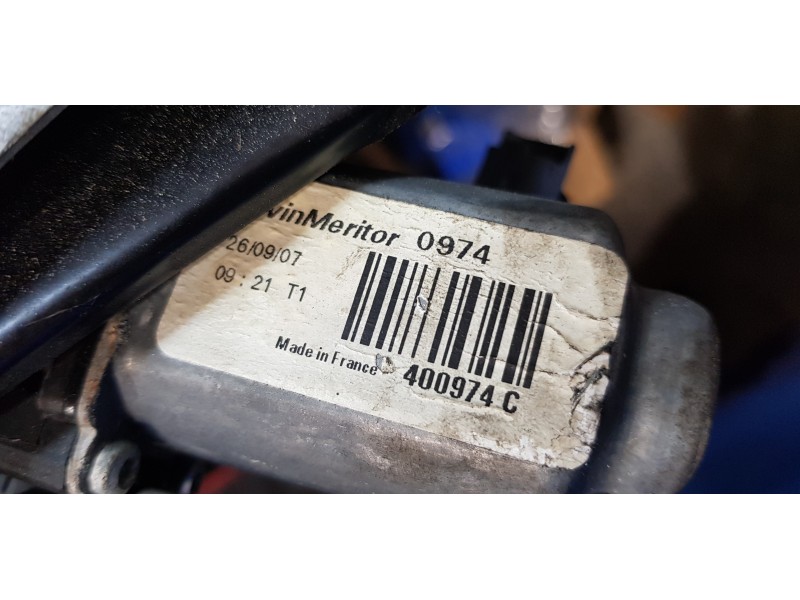 vinMeritor 0974
26/09/07
09:21 T1
Made in France
400974 C